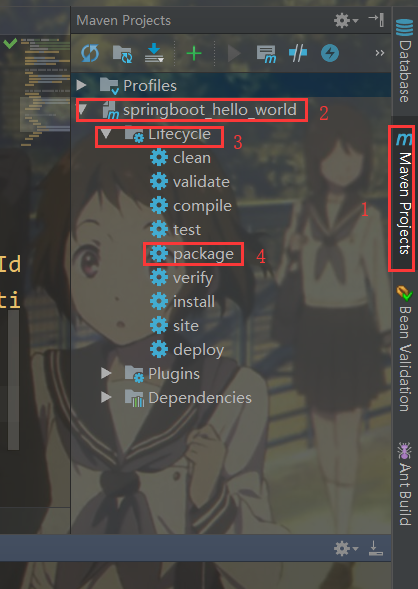 Maven Projects
Profiles
springboot_hello_world 2
Lifecycle 3
clean
validate
compile
1
test
package 4
verify
install
site
deploy
Plugins
Dependencies
Id
ti
Database
Maven Projects
Bean Validation
Ant Build